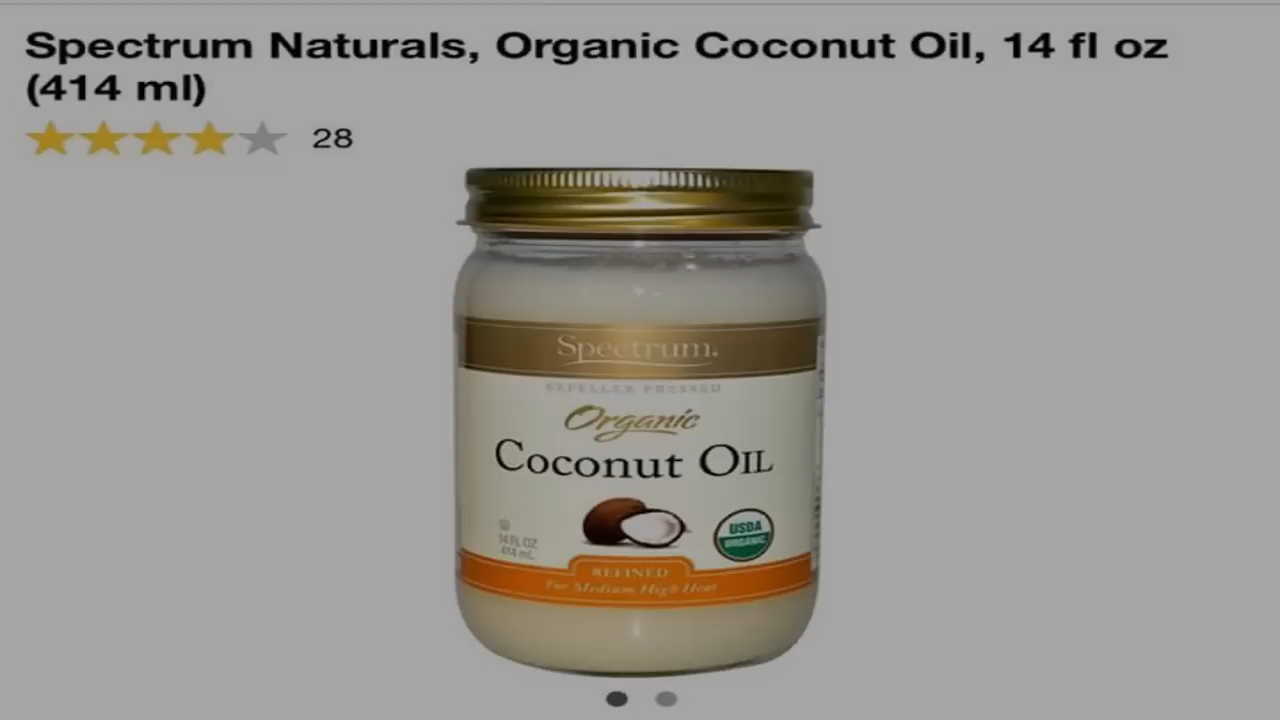 Spectrum Naturals, Organic Coconut Oil, 14 fl oz
(414 ml)
28
Spectrum.
EXPELLER PRESSED
Organic
COCONUT OIL
USDA
ORGANIC
14 FL OZ
414 mL
REFINED
For Medium High Heat